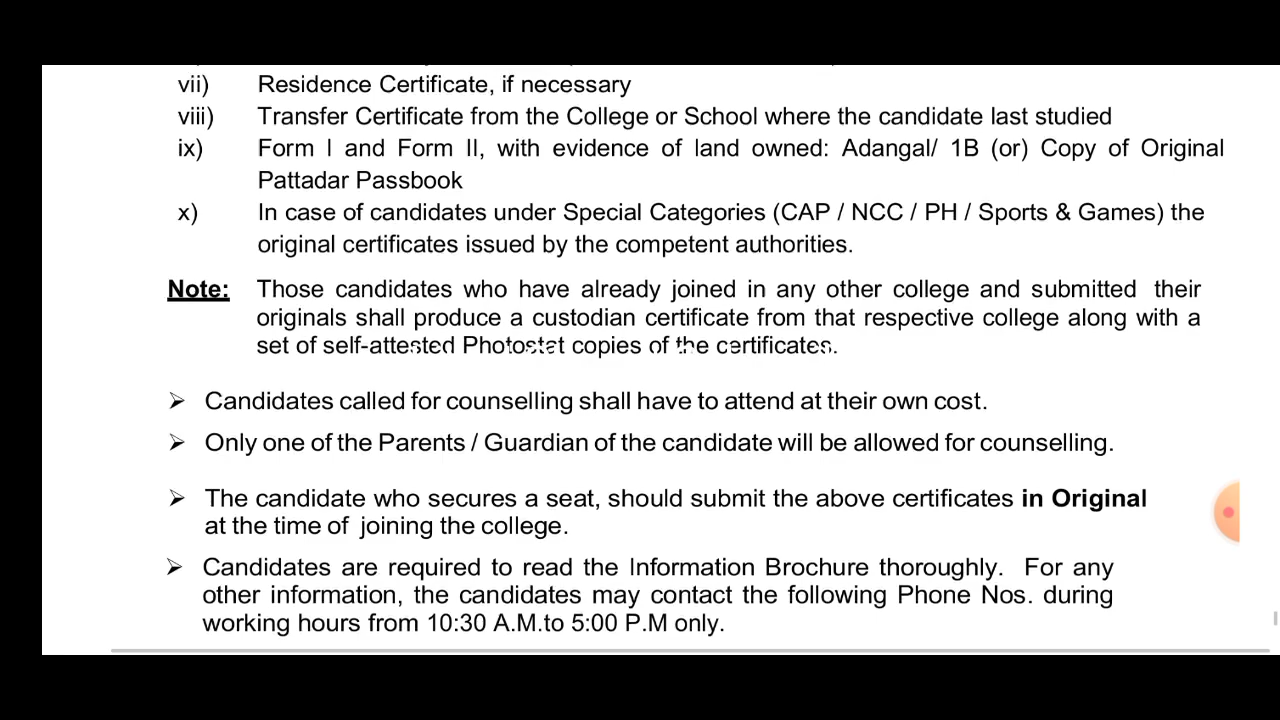 vii) Residence Certificate, if necessary
viii) Transfer Certificate from the College or School where the candidate last studied
ix) Form I and Form II, with evidence of land owned: Adangal/ 1B (or) Copy of Original
Pattadar Passbook
x) In case of candidates under Special Categories (CAP / NCC / PH / Sports & Games) the
original certificates issued by the competent authorities.
Note: Those candidates who have already joined in any other college and submitted their
originals shall produce a custodian certificate from that respective college along with a
set of self-attested Photostat copies of the certificates.
➢ Candidates called for counselling shall have to attend at their own cost.
➢ Only one of the Parents / Guardian of the candidate will be allowed for counselling.
➢ The candidate who secures a seat, should submit the above certificates in Original
at the time of joining the college.
➢ Candidates are required to read the Information Brochure thoroughly. For any
other information, the candidates may contact the following Phone Nos. during
working hours from 10:30 A.M.to 5:00 P.M only.